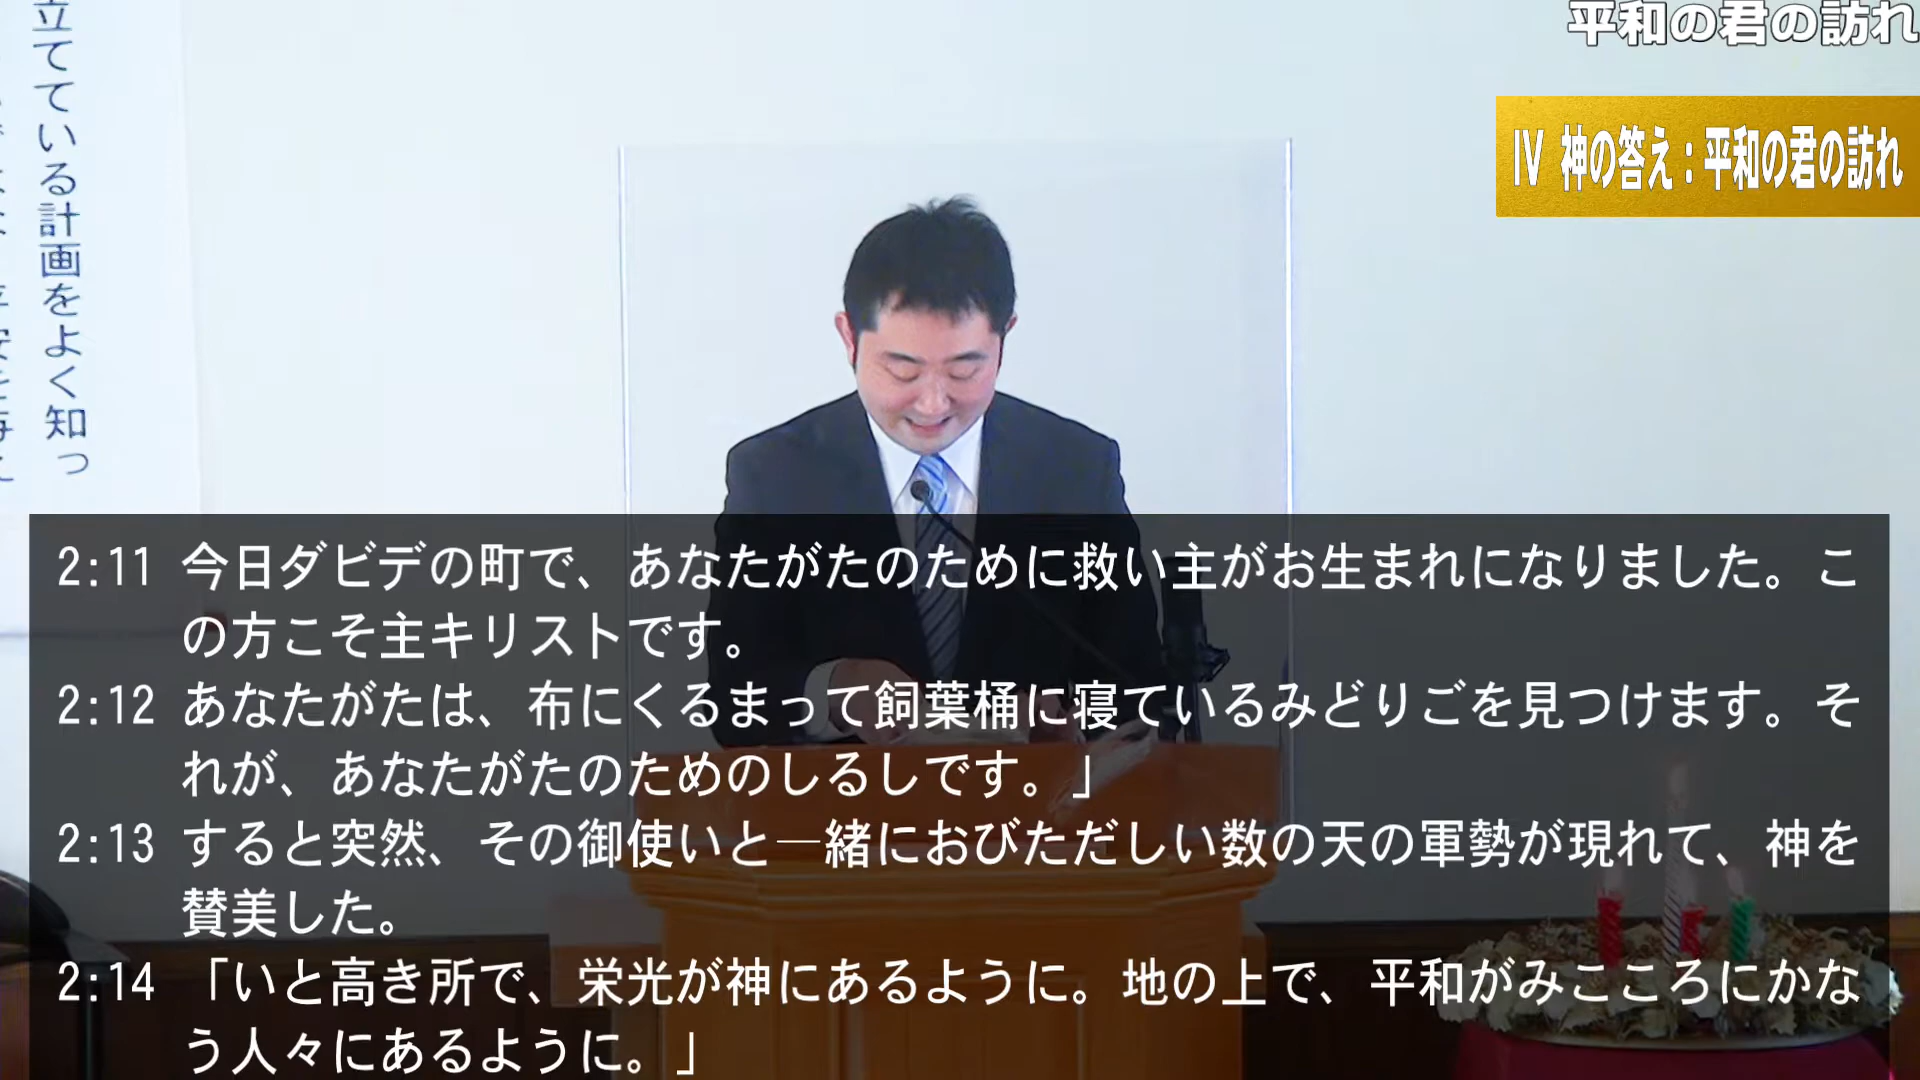 平和の君の訪れ
Ⅳ 神の答え：平和の君の訪れ
立てている計画をよく知っ
2:11 今日ダビデの町で、あなたがたのために救い主がお生まれになりました。こ
の方こそ主キリストです。
2:12 あなたがたは、布にくるまって飼葉桶に寝ているみどりごを見つけます。そ
れが、あなたがたのためのしるしです。」
2:13 すると突然、その御使いと一緒におびただしい数の天の軍勢が現れて、神を
賛美した。
2:14 「いと高き所で、栄光が神にあるように。地の上で、平和がみこころにかな
う人々にあるように。」